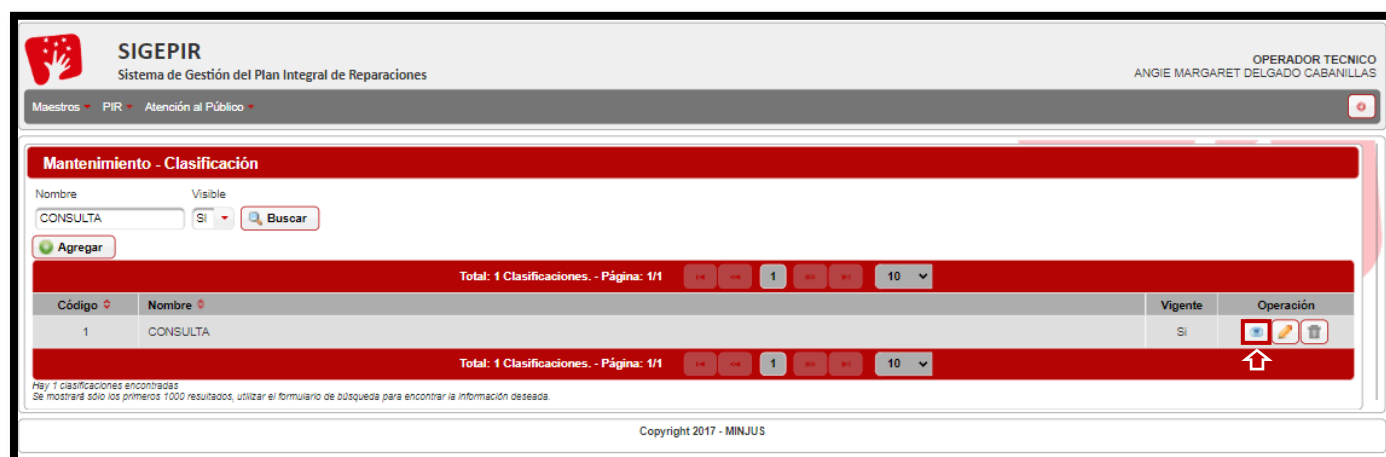 SIGEPIR
Sistema de Gestión del Plan Integral de Reparaciones
OPERADOR TECNICO
ANGIE MARGARET DELGADO CABANILLAS
Maestros PIR Atención al Público
Mantenimiento - Clasificación
Nombre Visible
CONSULTA SI Buscar
Agregar
Total: 1 Clasificaciones. - Página: 1/1 1 10
Código Nombre Vigente Operación
1 CONSULTA Si
Total: 1 Clasificaciones. - Página: 1/1 1 10
Hay 1 clasificaciones encontradas
Se mostrará sólo los primeros 1000 resultados, utilizar el formulario de búsqueda para encontrar la información deseada.
Copyright 2017 - MINJUS